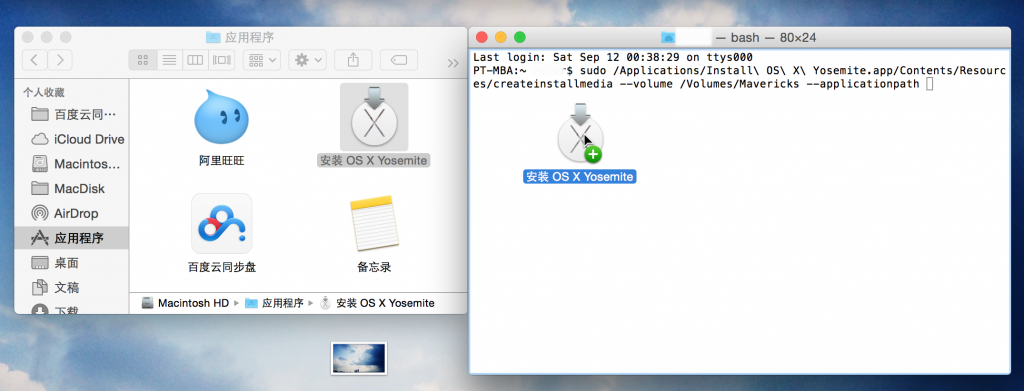 应用程序
个人收藏
百度云同…
iCloud Drive
Macintos…
MacDisk
AirDrop
应用程序
桌面
文稿
下载
阿里旺旺
安装 OS X Yosemite
百度云同步盘
备忘录
Macintosh HD ▸ 应用程序 ▸ 安装 OS X Yosemite
— bash — 80×24
Last login: Sat Sep 12 00:38:29 on ttys000
PT-MBA:~ $ sudo /Applications/Install\ OS\ X\ Yosemite.app/Contents/Resourc
es/createinstallmedia --volume /Volumes/Mavericks --applicationpath
安装 OS X Yosemite